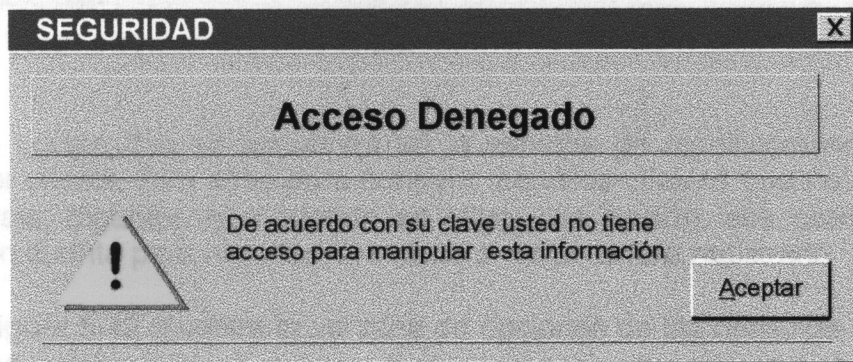 SEGURIDAD
X
Acceso Denegado
!
De acuerdo con su clave usted no tiene
acceso para manipular esta información
Aceptar